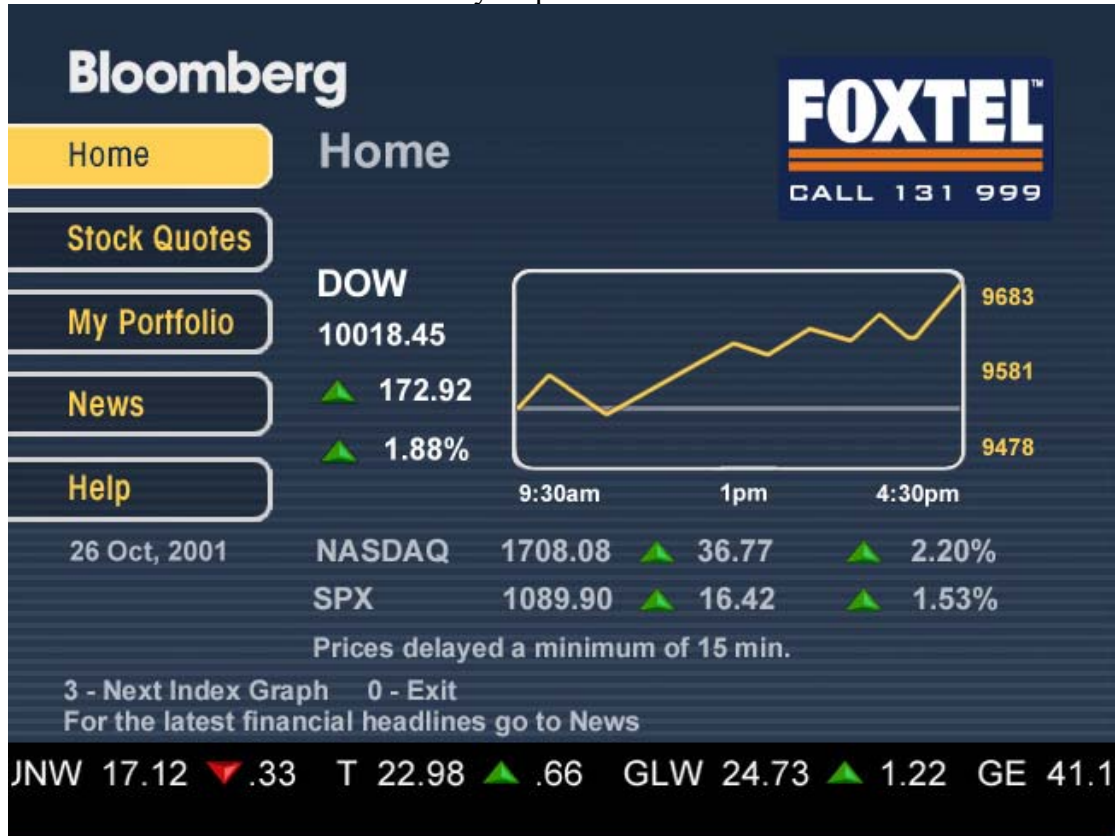 Bloomberg
FOXTEL™
CALL 131 999
Home
Stock Quotes
My Portfolio
News
Help
26 Oct, 2001
Home
DOW
10018.45
172.92
1.88%
9683
9581
9478
9:30am 1pm 4:30pm
NASDAQ 1708.08 36.77 2.20%
SPX 1089.90 16.42 1.53%
Prices delayed a minimum of 15 min.
3 - Next Index Graph 0 - Exit
For the latest financial headlines go to News
NW 17.12 .33 T 22.98 .66 GLW 24.73 1.22 GE 41.1